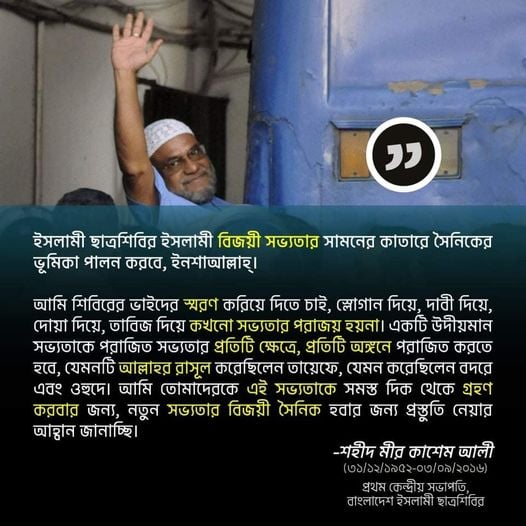 ”
ইসলামী ছাত্রশিবির ইসলামী বিজয়ী সভ্যতার সামনের কাতারে সৈনিকের
ভূমিকা পালন করবে, ইনশাআল্লাহ্।
আমি শিবিরের ভাইদের স্মরণ করিয়ে দিতে চাই, স্লোগান দিয়ে, দাবী দিয়ে,
দোয়া দিয়ে, তাবিজ দিয়ে কখনো সভ্যতার পরাজয় হয়না। একটি উদীয়মান
সভ্যতাকে পরাজিত সভ্যতার প্রতিটি ক্ষেত্রে, প্রতিটি অঙ্গনে পরাজিত করতে
হবে, যেমনটি আল্লাহর রাসূল করেছিলেন তায়েফে, যেমন করেছিলেন বদরে
এবং ওহুদে। আমি তোমাদেরকে এই সভ্যতাকে সমস্ত দিক থেকে গ্রহণ
করবার জন্য, নতুন সভ্যতার বিজয়ী সৈনিক হবার জন্য প্রস্তুতি নেয়ার
আহ্বান জানাচ্ছি।
-শহীদ মীর কাশেম আলী
(৩১/১২/১৯৫২-০৩/০৯/২০১৬)
প্রথম কেন্দ্রীয় সভাপতি,
বাংলাদেশ ইসলামী ছাত্রশিবির